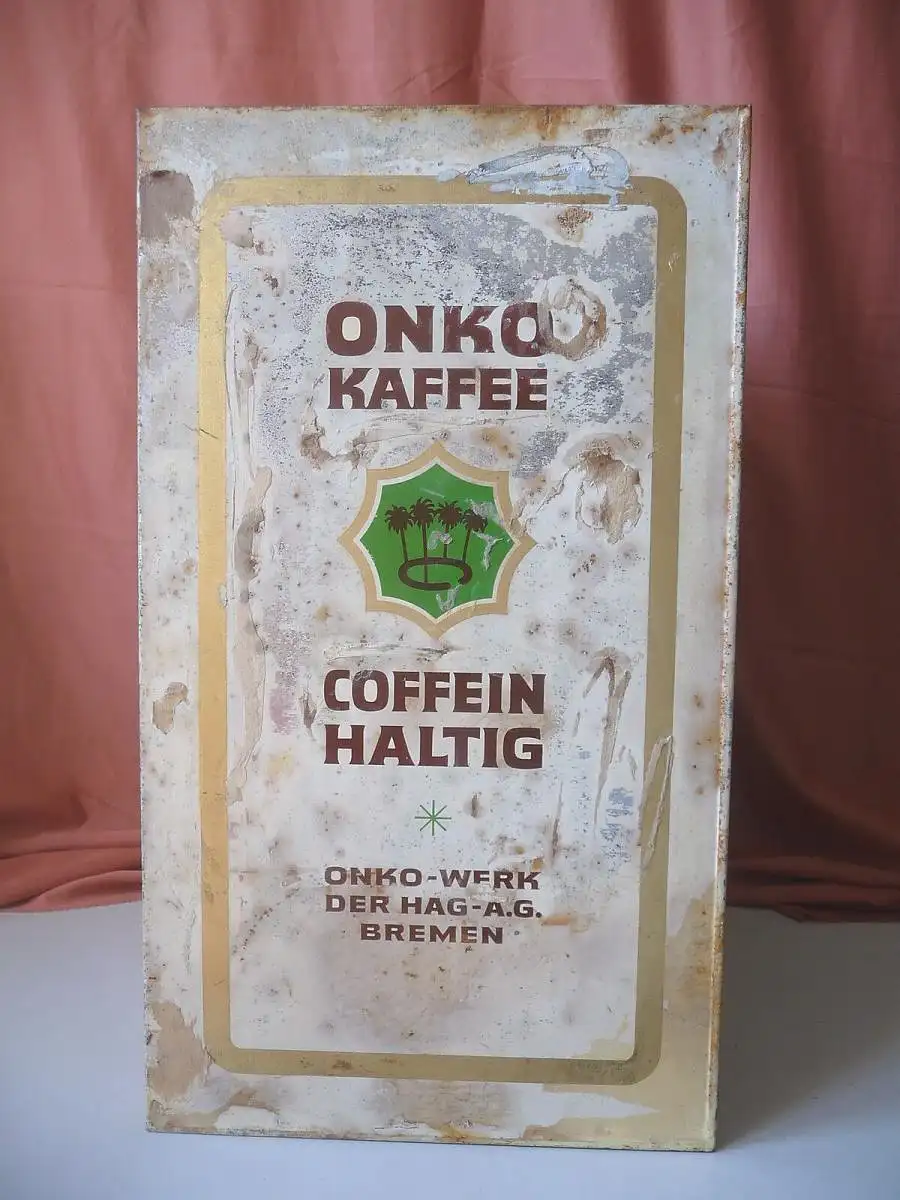 ONKO
KAFFEE
COFFEIN
HALTIG
ONKO-WERK
DER HAG-A.G.
BREMEN